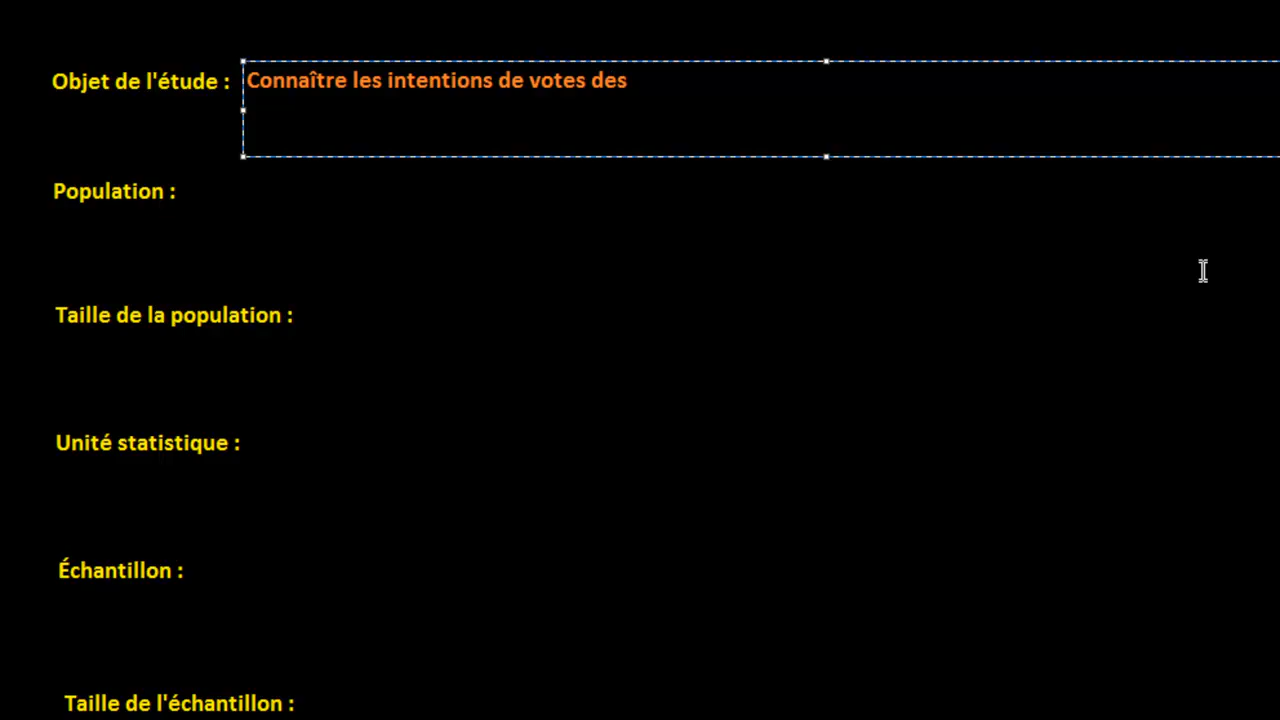 Objet de l'étude : Connaître les intentions de votes des
Population :
Taille de la population :
Unité statistique :
Échantillon :
Taille de l'échantillon :